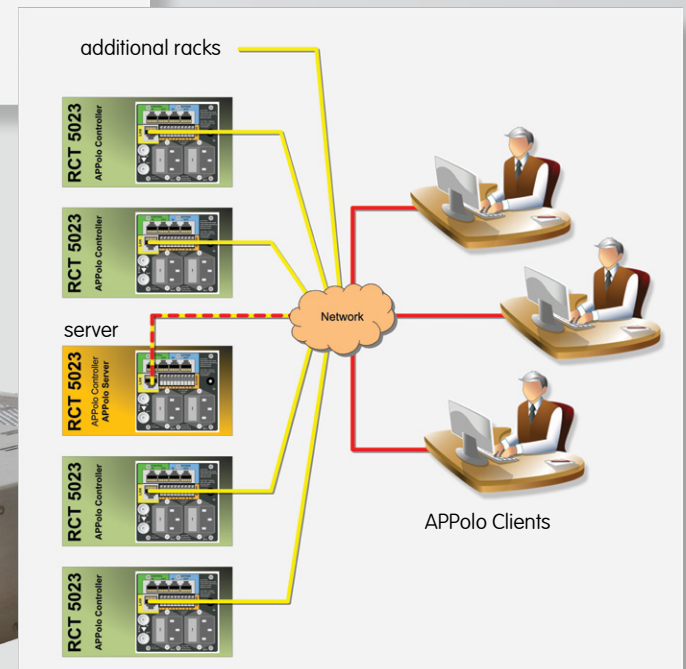 additional racks
RCT 5023
APPolo Controller
RCT 5023
APPolo Controller
Network
server
RCT 5023
APPolo Controller
APPolo Server
RCT 5023
APPolo Controller
RCT 5023
APPolo Controller
APPolo Clients